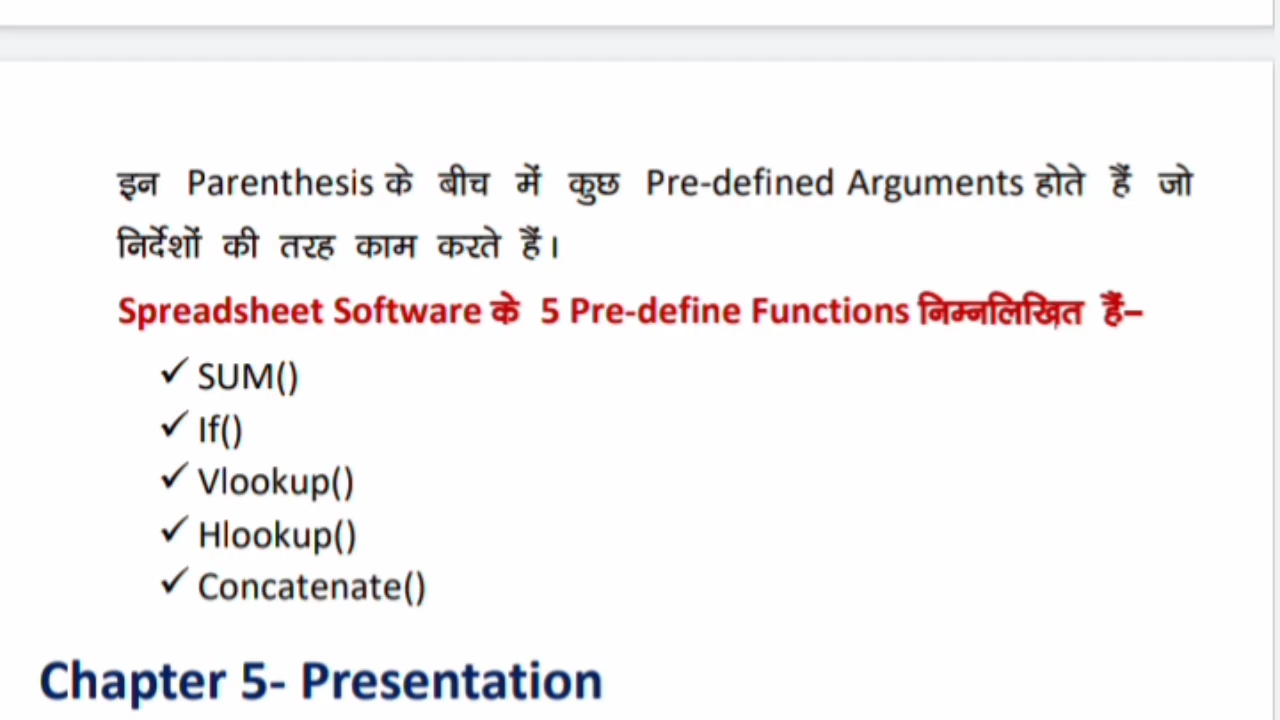 इन Parenthesis के बीच में कुछ Pre-defined Arguments होते हैं जो
निर्देशों की तरह काम करते हैं।
Spreadsheet Software के 5 Pre-define Functions निम्नलिखित हैं–
✓ SUM()
✓ If()
✓ Vlookup()
✓ Hlookup()
✓ Concatenate()
Chapter 5- Presentation